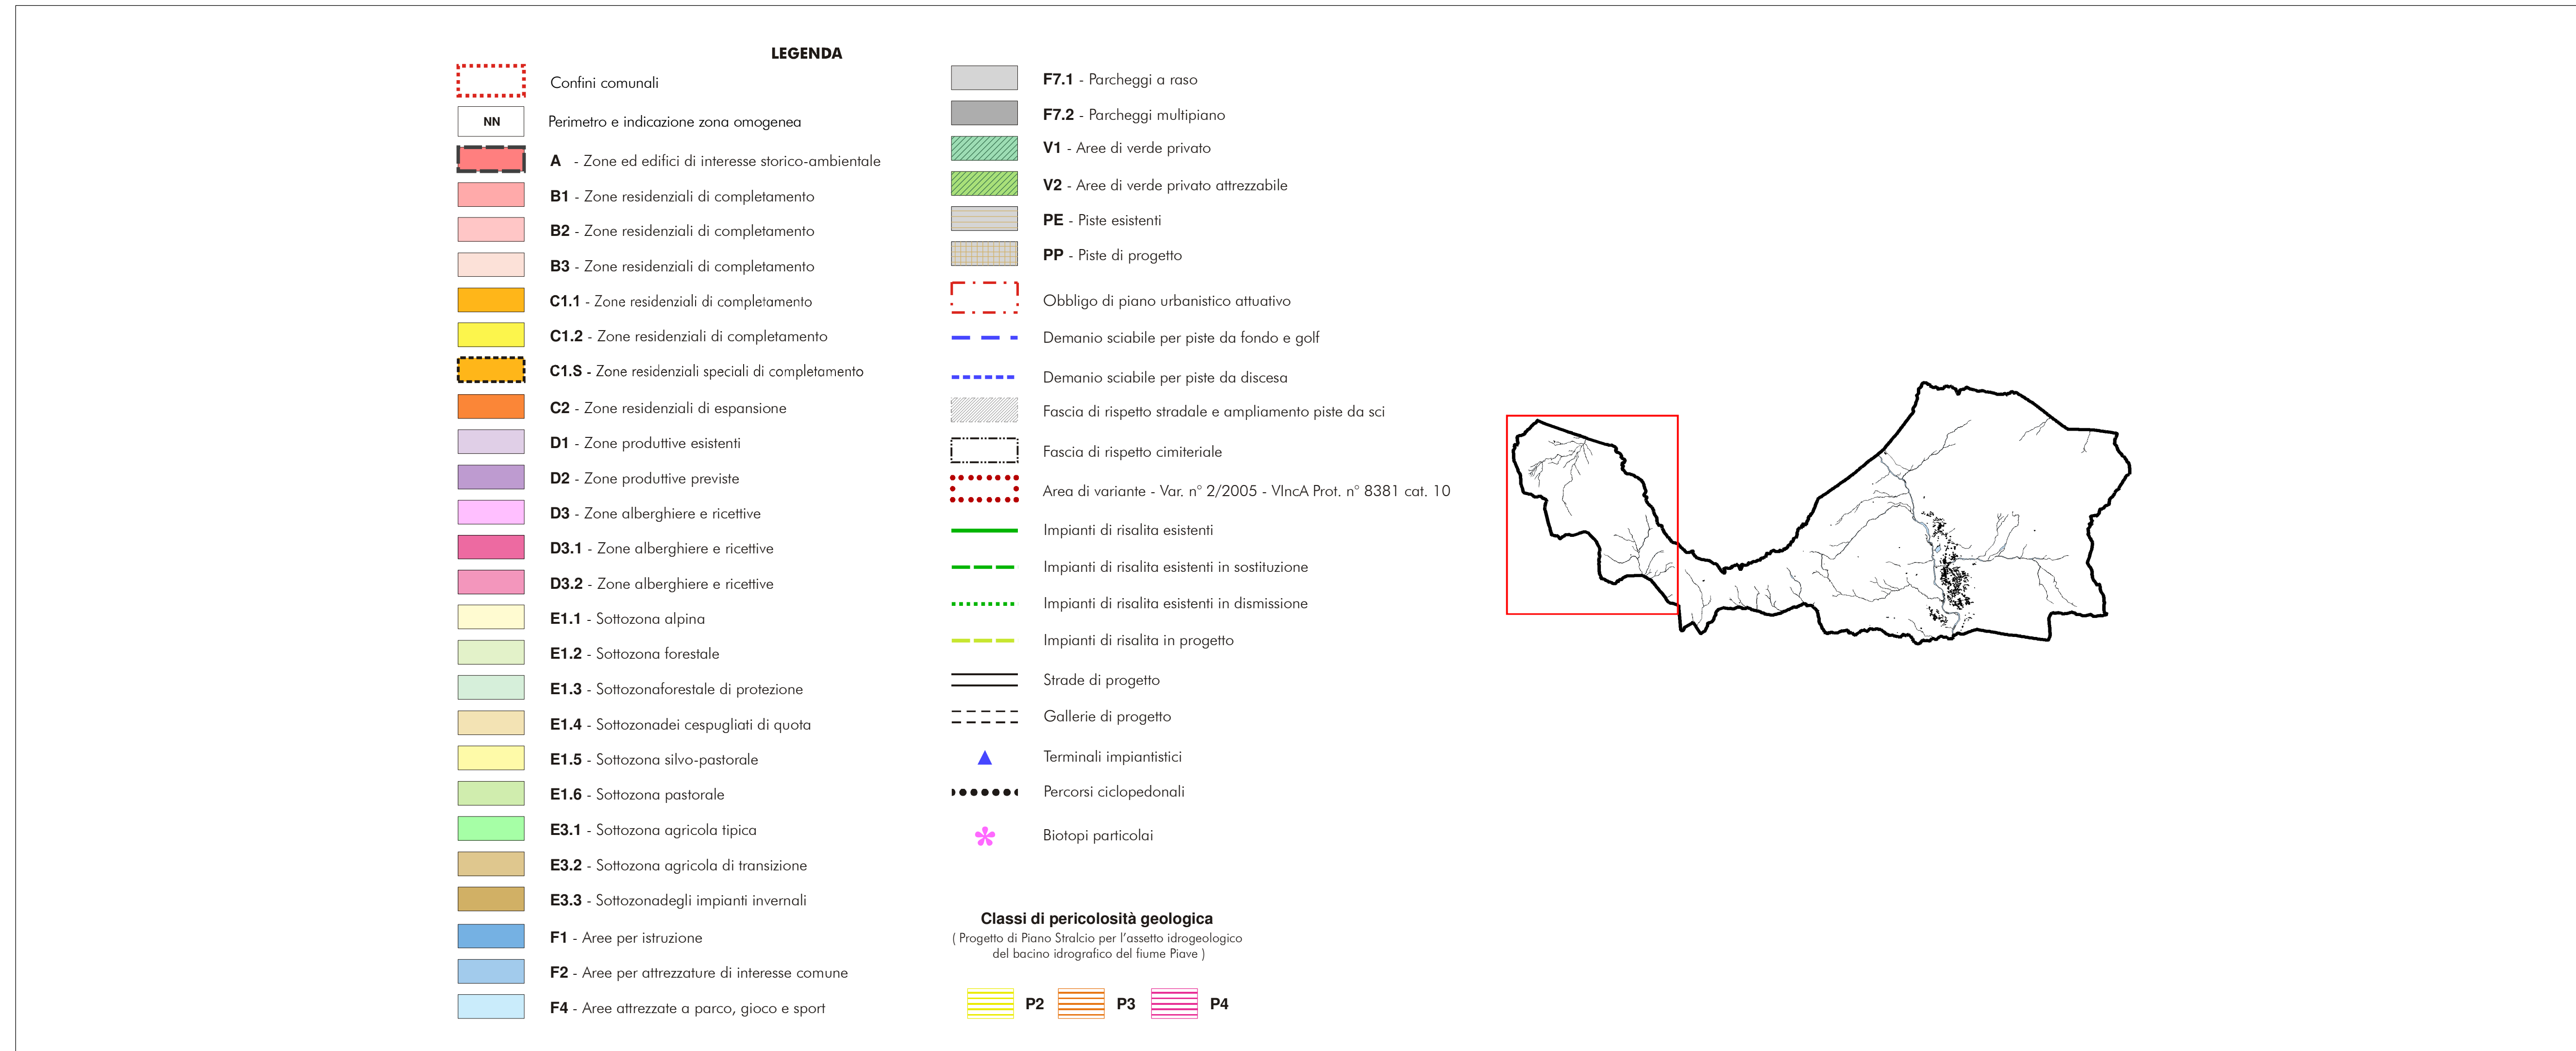 LEGENDA
Confini comunali
NN Perimetro e indicazione zona omogenea
A - Zone ed edifici di interesse storico-ambientale
B1 - Zone residenziali di completamento
B2 - Zone residenziali di completamento
B3 - Zone residenziali di completamento
C1.1 - Zone residenziali di completamento
C1.2 - Zone residenziali di completamento
C1.S - Zone residenziali speciali di completamento
C2 - Zone residenziali di espansione
D1 - Zone produttive esistenti
D2 - Zone produttive previste
D3 - Zone alberghiere e ricettive
D3.1 - Zone alberghiere e ricettive
D3.2 - Zone alberghiere e ricettive
E1.1 - Sottozona alpina
E1.2 - Sottozona forestale
E1.3 - Sottozonaforestale di protezione
E1.4 - Sottozonadei cespugliati di quota
E1.5 - Sottozona silvo-pastorale
E1.6 - Sottozona pastorale
E3.1 - Sottozona agricola tipica
E3.2 - Sottozona agricola di transizione
E3.3 - Sottozonadegli impianti invernali
F1 - Aree per istruzione
F2 - Aree per attrezzature di interesse comune
F4 - Aree attrezzate a parco, gioco e sport
F7.1 - Parcheggi a raso
F7.2 - Parcheggi multipiano
V1 - Aree di verde privato
V2 - Aree di verde privato attrezzabile
PE - Piste esistenti
PP - Piste di progetto
Obbligo di piano urbanistico attuativo
Demanio sciabile per piste da fondo e golf
Demanio sciabile per piste da discesa
Fascia di rispetto stradale e ampliamento piste da sci
Fascia di rispetto cimiteriale
Area di variante - Var. n° 2/2005 - VIncA Prot. n° 8381 cat. 10
Impianti di risalita esistenti
Impianti di risalita esistenti in sostituzione
Impianti di risalita esistenti in dismissione
Impianti di risalita in progetto
Strade di progetto
Gallerie di progetto
Terminali impiantistici
Percorsi ciclopedonali
Biotopi particolai
Classi di pericolosità geologica
( Progetto di Piano Stralcio per l'assetto idrogeologico
del bacino idrografico del fiume Piave )
P2 P3 P4